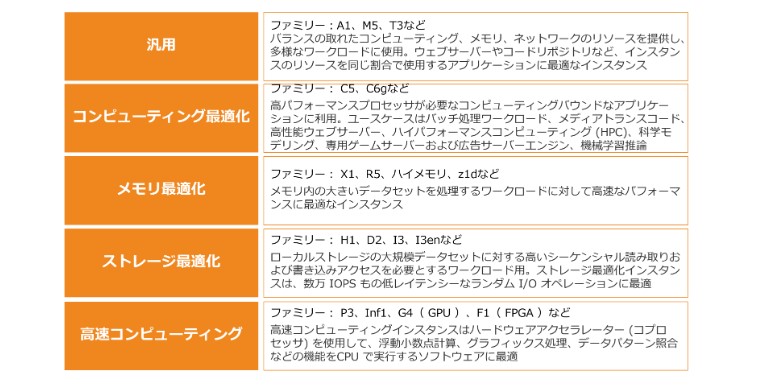 汎用
ファミリー：A1、M5、T3など
バランスの取れたコンピューティング、メモリ、ネットワークのリソースを提供し、
多様なワークロードに使用。ウェブサーバーやコードリポジトリなど、インスタン
スのリソースを同じ割合で使用するアプリケーションに最適なインスタンス
コンピューティング最適化
ファミリー： C5、C6gなど
高パフォーマンスプロセッサが必要なコンピューティングバウンドなアプリケー
ションに利用。ユースケースはバッチ処理ワークロード、メディアトランスコード、
高性能ウェブサーバー、ハイパフォーマンスコンピューティング (HPC)、科学モ
デリング、専用ゲームサーバーおよび広告サーバーエンジン、機械学習推論
メモリ最適化
ファミリー： X1、R5、ハイメモリ、z1dなど
メモリ内の大きいデータセットを処理するワークロードに対して高速なパフォーマ
ンスに最適なインスタンス
ストレージ最適化
ファミリー： H1、D2、I3、I3enなど
ローカルストレージの大規模データセットに対する高いシーケンシャル読み取りお
よび書き込みアクセスを必要とするワークロード用。ストレージ最適化インスタン
スは、数万 IOPS もの低レイテンシーなランダム I/O オペレーションに最適
高速コンピューティング
ファミリー： P3、Inf1、G4（ GPU ）、F1（ FPGA ）など
高速コンピューティングインスタンスはハードウェアアクセラレーター (コプロ
セッサ) を使用して、浮動小数点計算、グラフィックス処理、データパターン照合
などの機能をCPU で実行するソフトウェアに最適